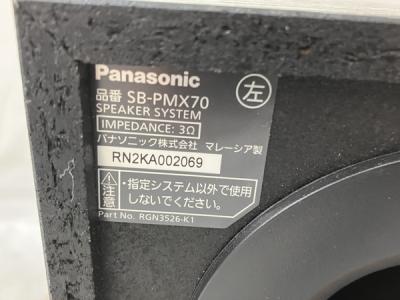 Panasonic
品番 SB-PMX70
左
SPEAKER SYSTEM
IMPEDANCE: 3Ω
パナソニック株式会社 マレーシア製
RN2KA002069
・指定システム以外で使用
しないでください。
Part No. RGN3526-K1